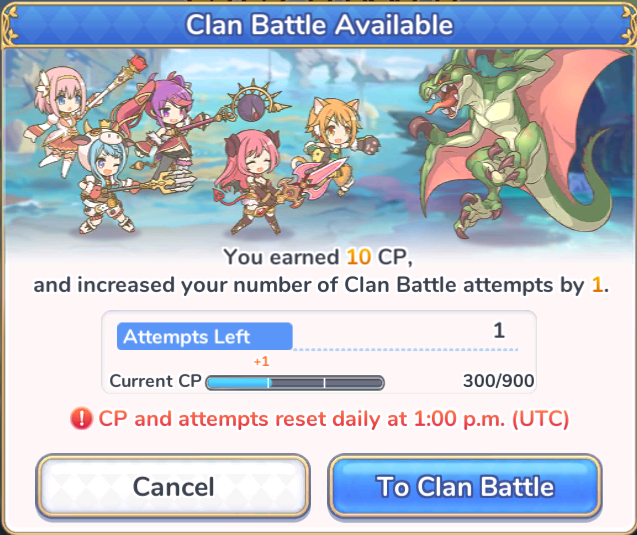 Clan Battle Available
You earned 10 CP,
and increased your number of Clan Battle attempts by 1.
Attempts Left 1
+1
Current CP 300/900
! CP and attempts reset daily at 1:00 p.m. (UTC)
Cancel To Clan Battle